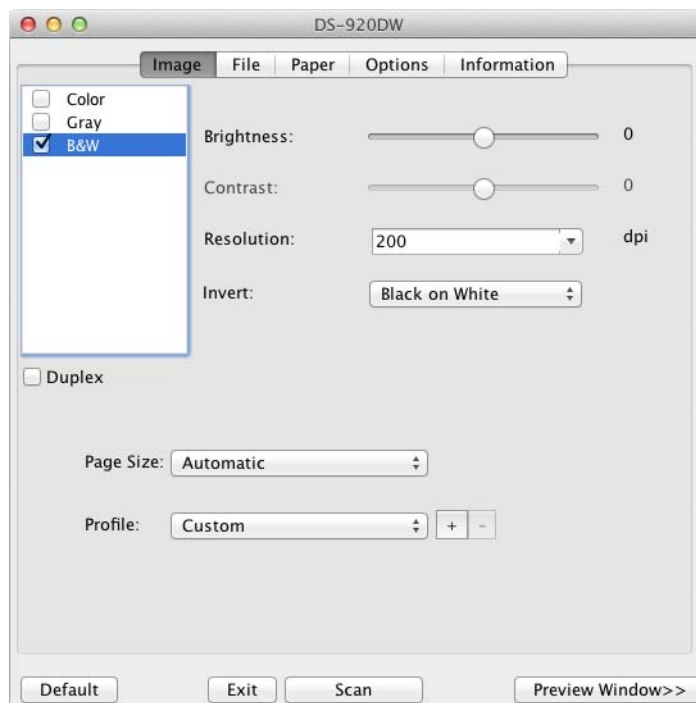 DS-920DW
Image File Paper Options Information
Color
Gray
B&W
Brightness: 0
Contrast: 0
Resolution: 200 dpi
Invert: Black on White
Duplex
Page Size: Automatic
Profile: Custom + -
Default Exit Scan Preview Window>>